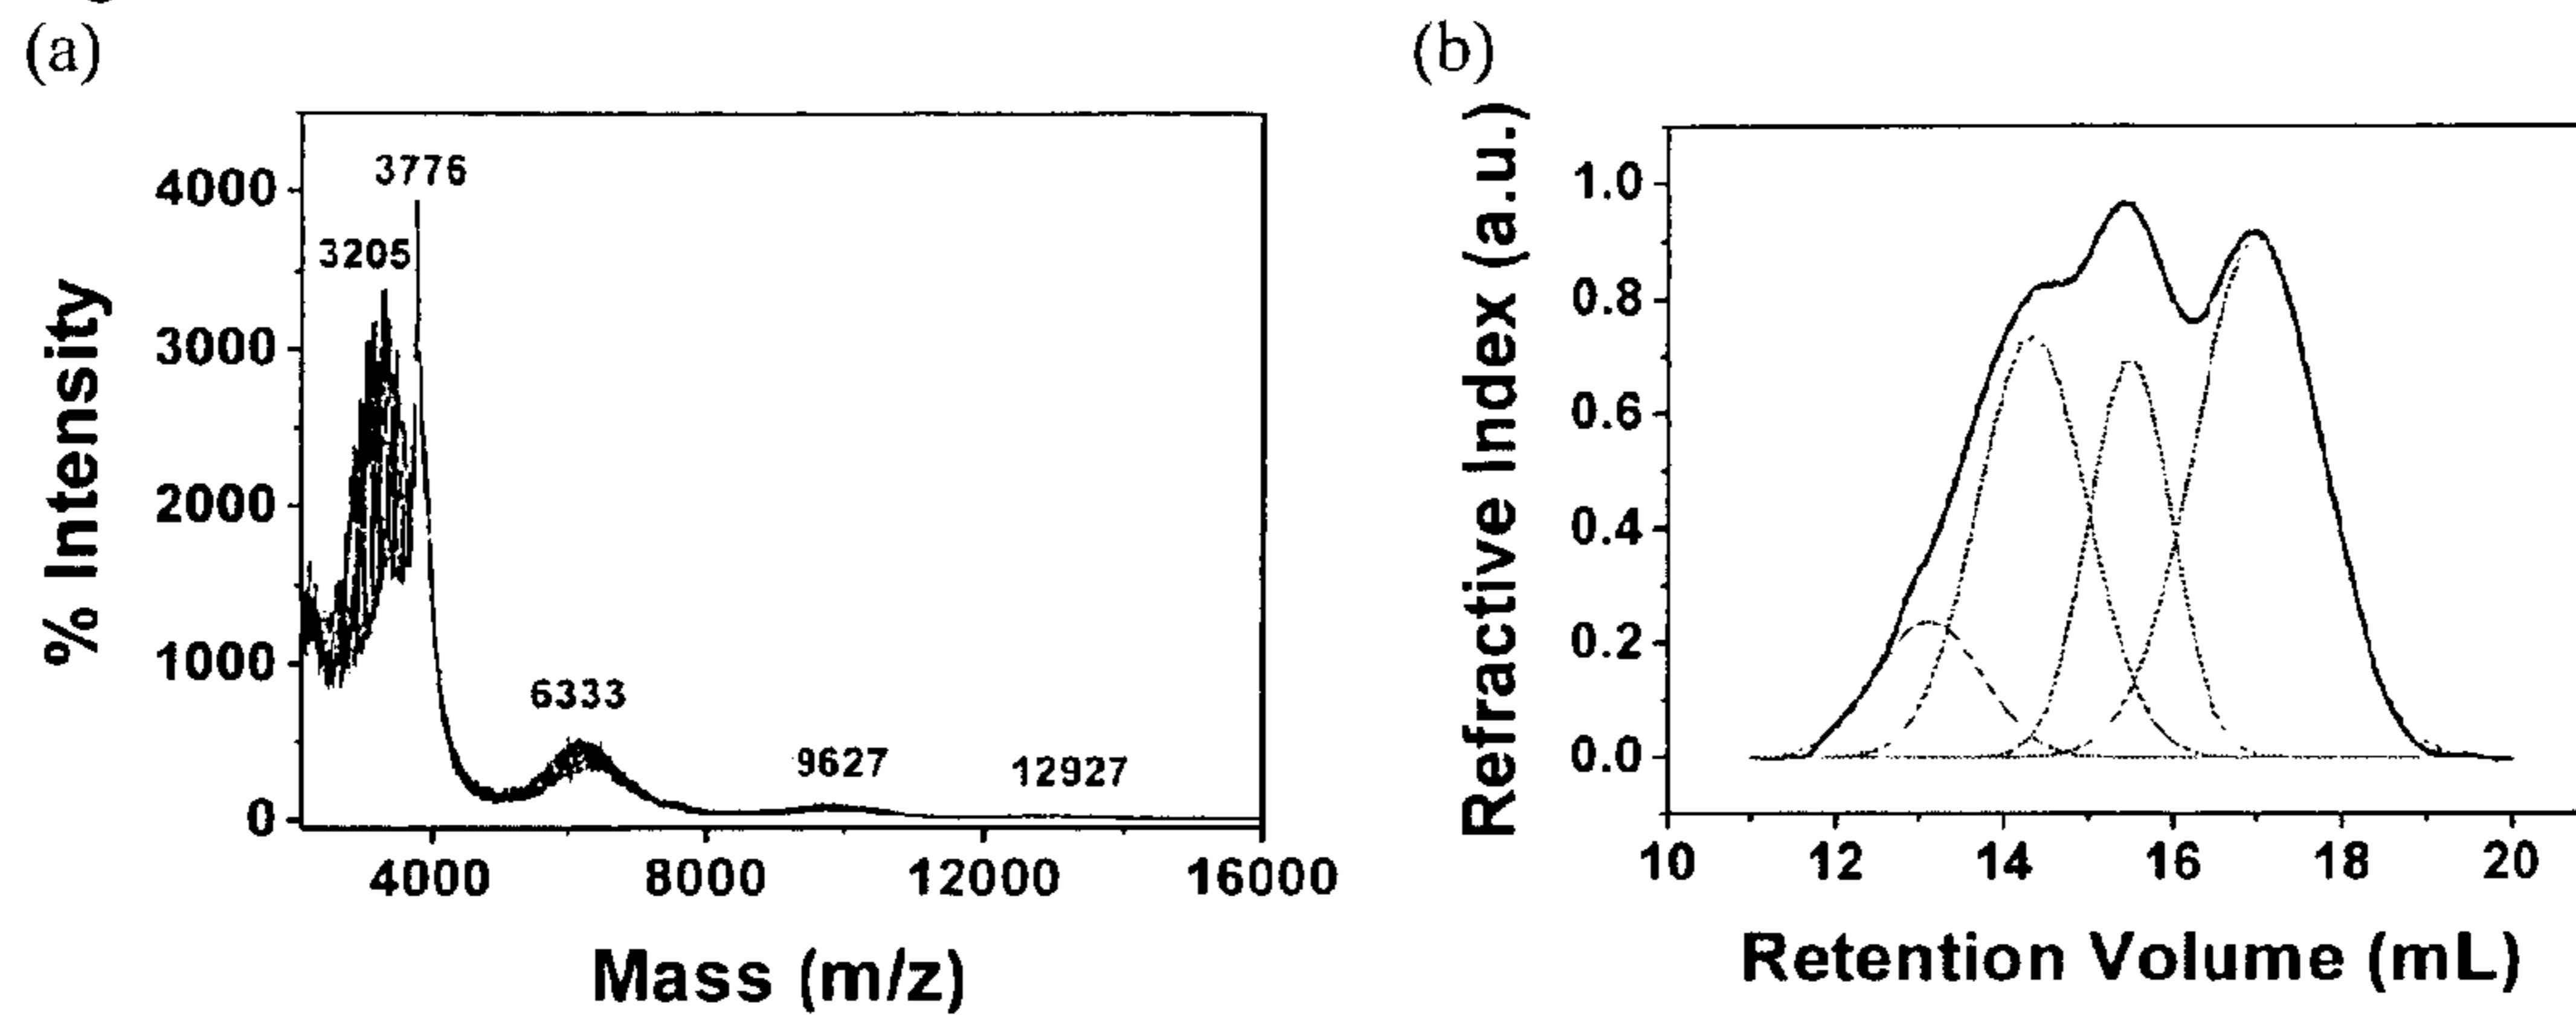 (a)
% Intensity
4000
3000
2000
1000
0
3776
3205
6333
9627
12927
4000 8000 12000 16000
Mass (m/z)
(b)
Refractive Index (a.u.)
1.0
0.8
0.6
0.4
0.2
0.0
10 12 14 16 18 20
Retention Volume (mL)